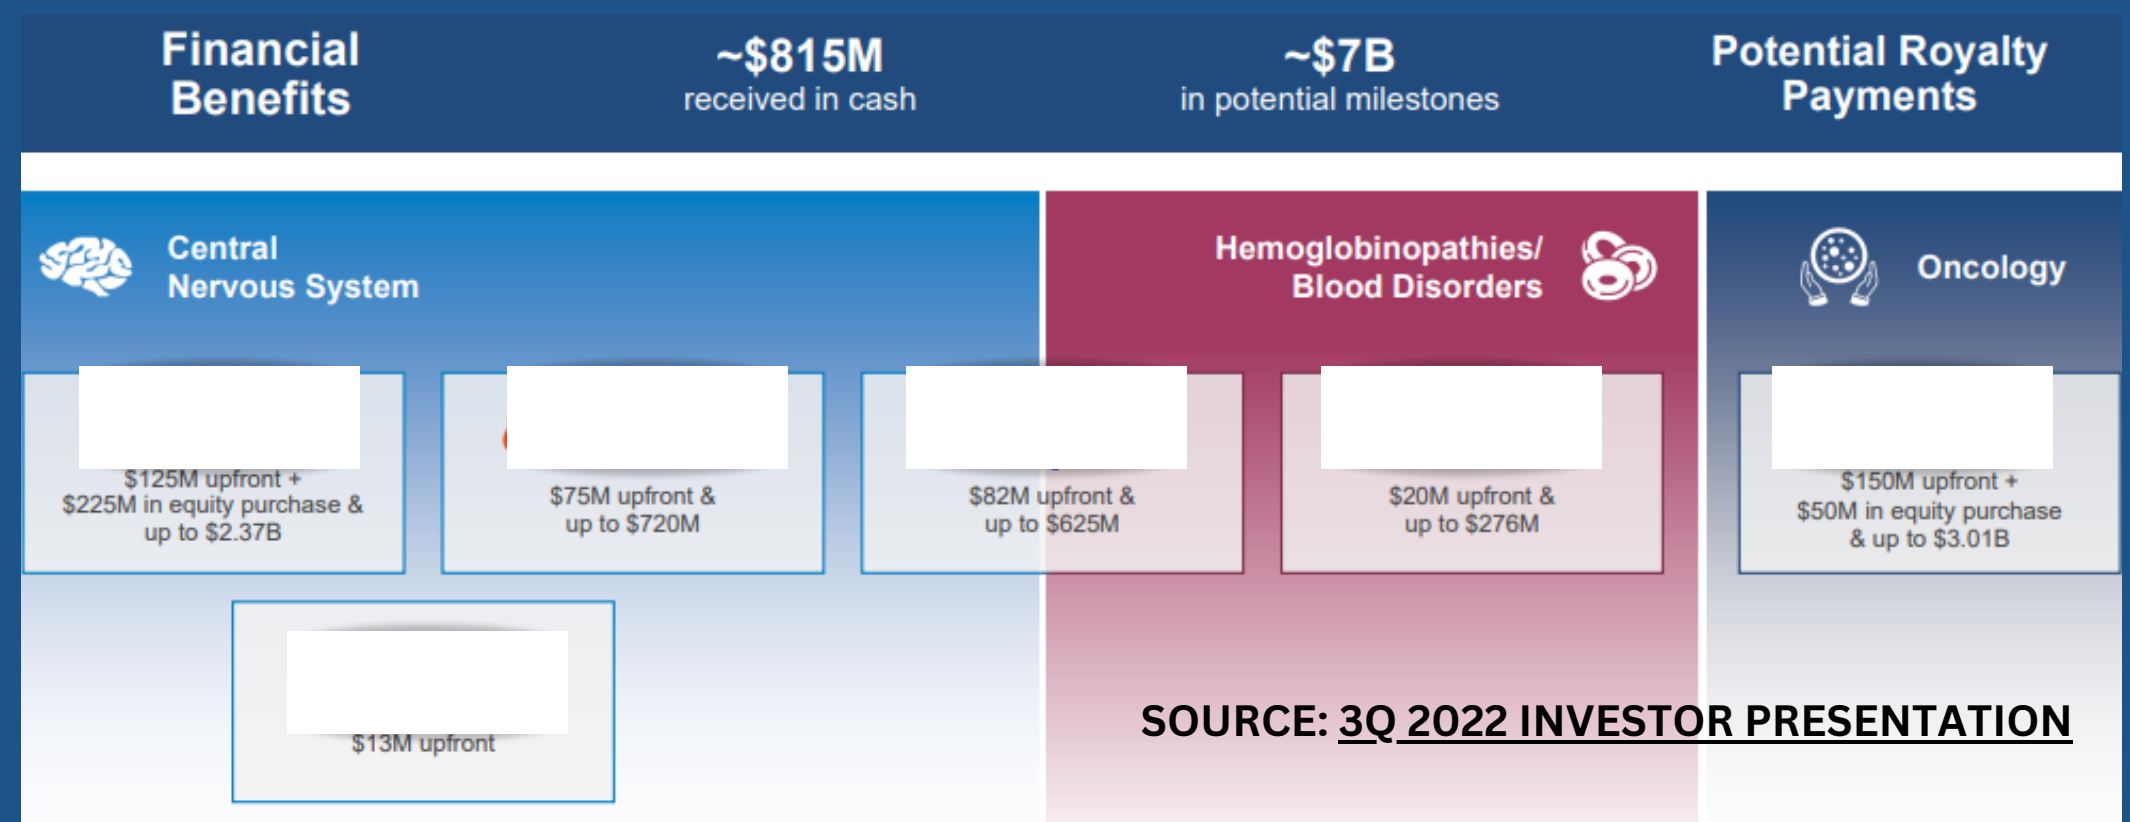 Financial
Benefits
~$815M
received in cash
~$7B
in potential milestones
Potential Royalty
Payments
Central
Nervous System
Hemoglobinopathies/
Blood Disorders
Oncology
$125M upfront +
$225M in equity purchase &
up to $2.37B
$75M upfront &
up to $720M
$82M upfront &
up to $625M
$20M upfront &
up to $276M
$150M upfront +
$50M in equity purchase
& up to $3.01B
$13M upfront
SOURCE: 3Q 2022 INVESTOR PRESENTATION